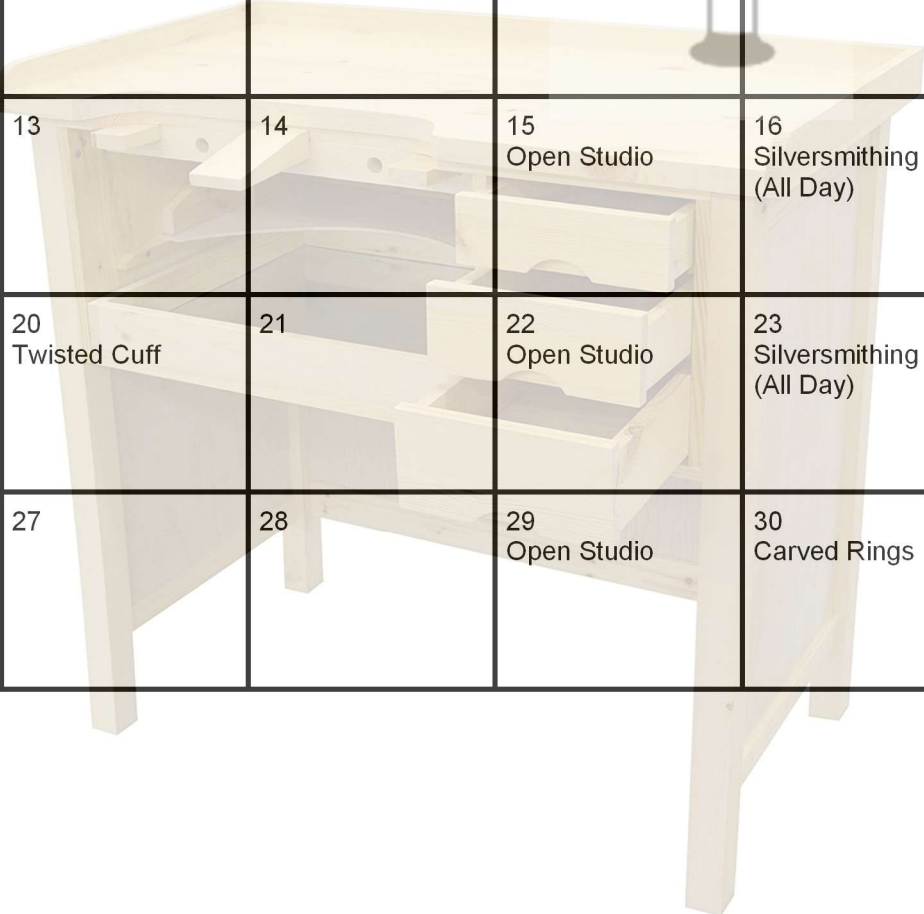 13
14
15
Open Studio
16
Silversmithing
(All Day)
20
Twisted Cuff
21
22
Open Studio
23
Silversmithing
(All Day)
27
28
29
Open Studio
30
Carved Rings